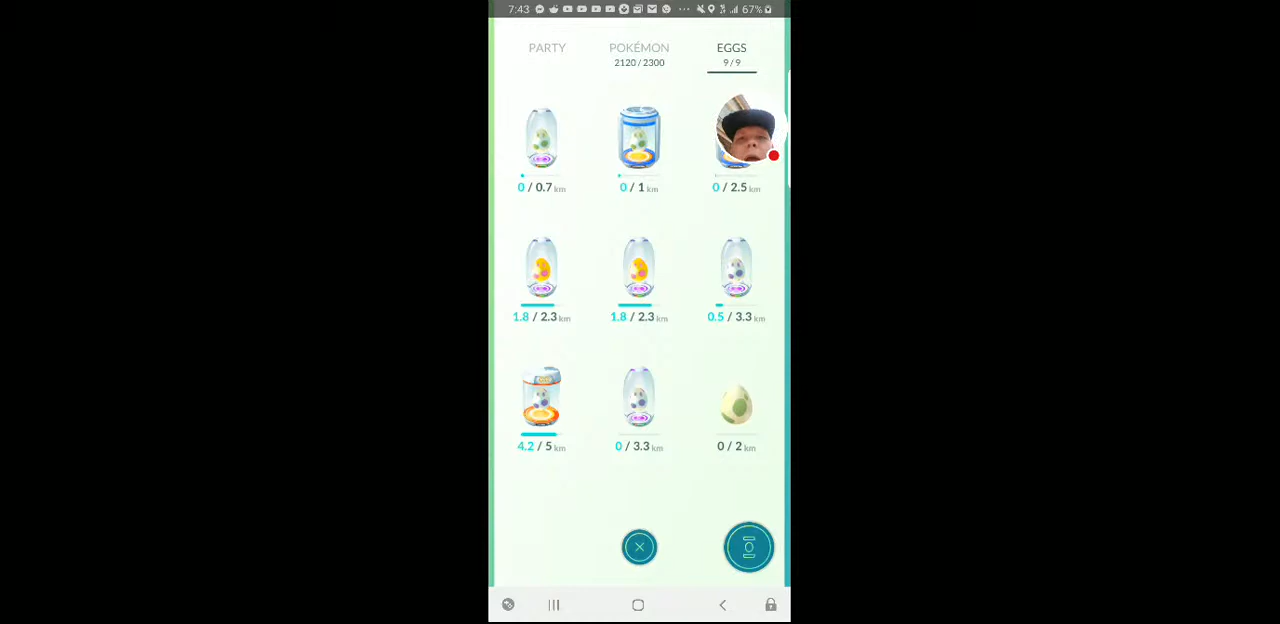 7:43 67%
PARTY POKÉMON EGGS
2120 / 2300 9 / 9
0 / 0.7 km 0 / 1 km 0 / 2.5 km
1.8 / 2.3 km 1.8 / 2.3 km 0.5 / 3.3 km
4.2 / 5 km 0 / 3.3 km 0 / 2 km